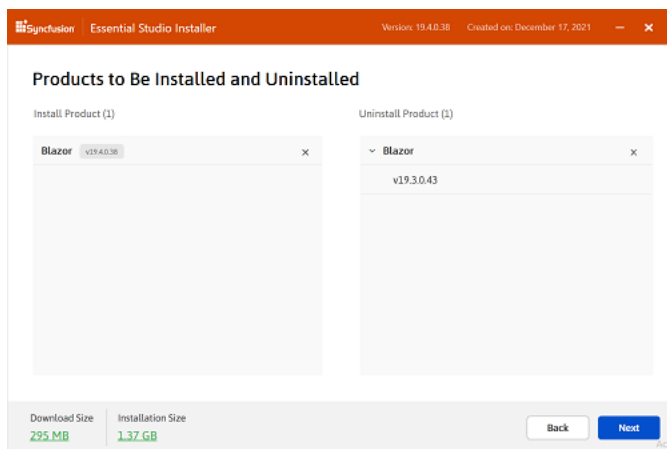 Syncfusion Essential Studio Installer Version: 19.4.0.38 Created on: December 17, 2021
Products to Be Installed and Uninstalled
Install Product (1) Uninstall Product (1)
Blazor v19.4.0.38 Blazor
v19.3.0.43
Download Size Installation Size
295 MB 1.37 GB
Back Next